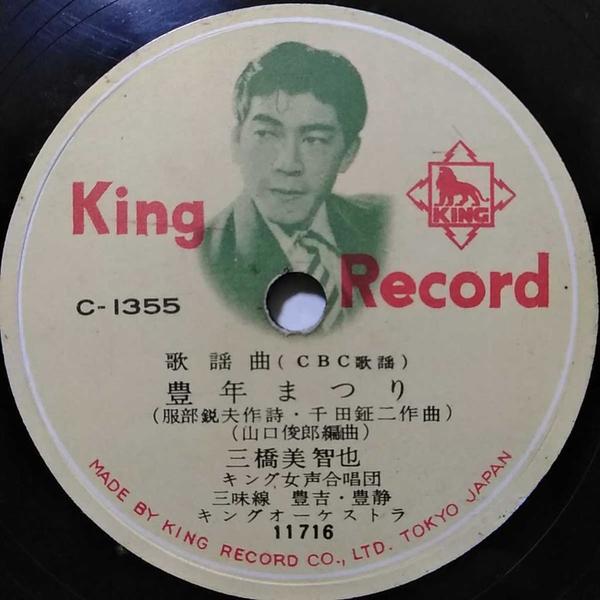 King
KING
Record
C-1355
歌謡曲(CBC歌謡)
豊年まつり
(服部鋭夫作詩・千田鉦二作曲)
(山口俊郎編曲)
三橋美智也
キング女声合唱団
三味線 豊吉・豊静
キングオーケストラ
11716
MADE BY KING RECORD CO., LTD. TOKYO JAPAN